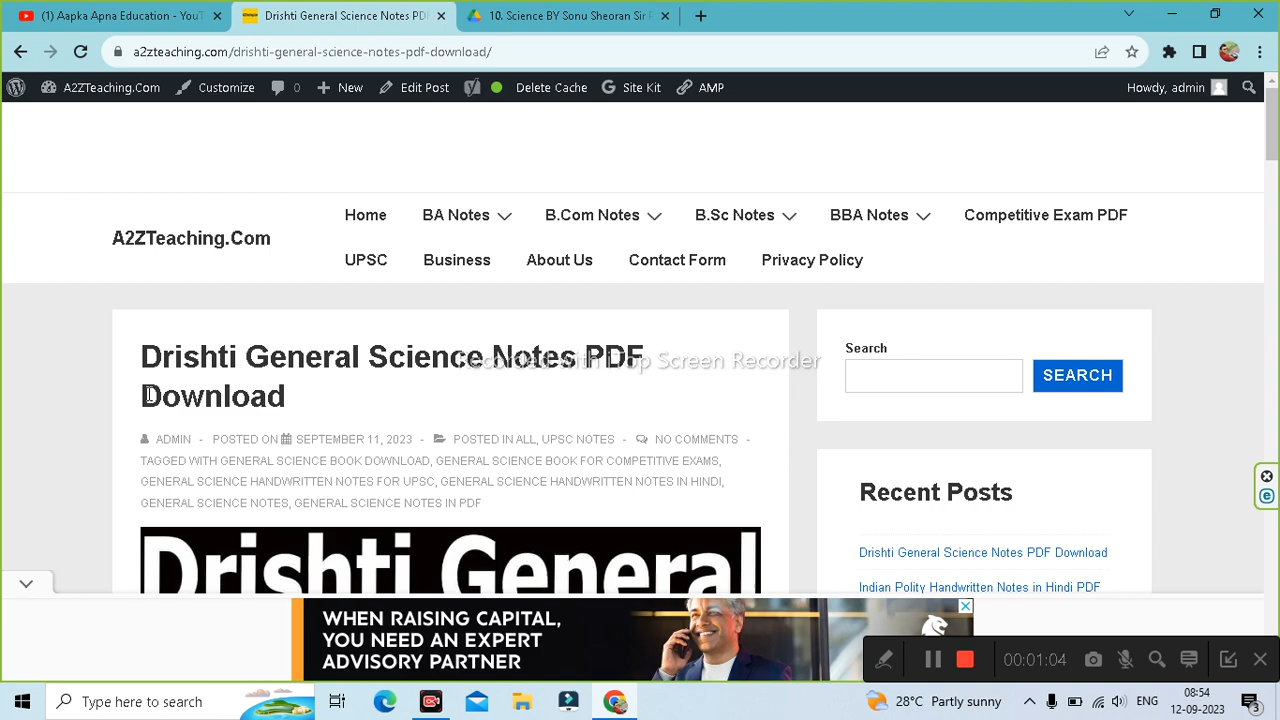 (1) Aapka Apna Education - YouT
Drishti General Science Notes PDF
10. Science BY Sonu Sheoran Sir
a2zteaching.com/drishti-general-science-notes-pdf-download/
A2ZTeaching.Com Customize 0 New Edit Post Delete Cache Site Kit AMP Howdy, admin
Home BA Notes B.Com Notes B.Sc Notes BBA Notes Competitive Exam PDF
A2ZTeaching.Com
UPSC Business About Us Contact Form Privacy Policy
Drishti General Science Notes PDF
Download
Recorded with iTop Screen Recorder
ADMIN - POSTED ON SEPTEMBER 11, 2023 - POSTED IN ALL, UPSC NOTES - NO COMMENTS -
TAGGED WITH GENERAL SCIENCE BOOK DOWNLOAD, GENERAL SCIENCE BOOK FOR COMPETITIVE EXAMS,
GENERAL SCIENCE HANDWRITTEN NOTES FOR UPSC, GENERAL SCIENCE HANDWRITTEN NOTES IN HINDI,
GENERAL SCIENCE NOTES, GENERAL SCIENCE NOTES IN PDF
Drishti General
Search
SEARCH
Recent Posts
Drishti General Science Notes PDF Download
Indian Polity Handwritten Notes in Hindi PDF
WHEN RAISING CAPITAL,
YOU NEED AN EXPERT
ADVISORY PARTNER
00:01:04
Type here to search
28°C Partly sunny
ENG
08:54
12-09-2023
3